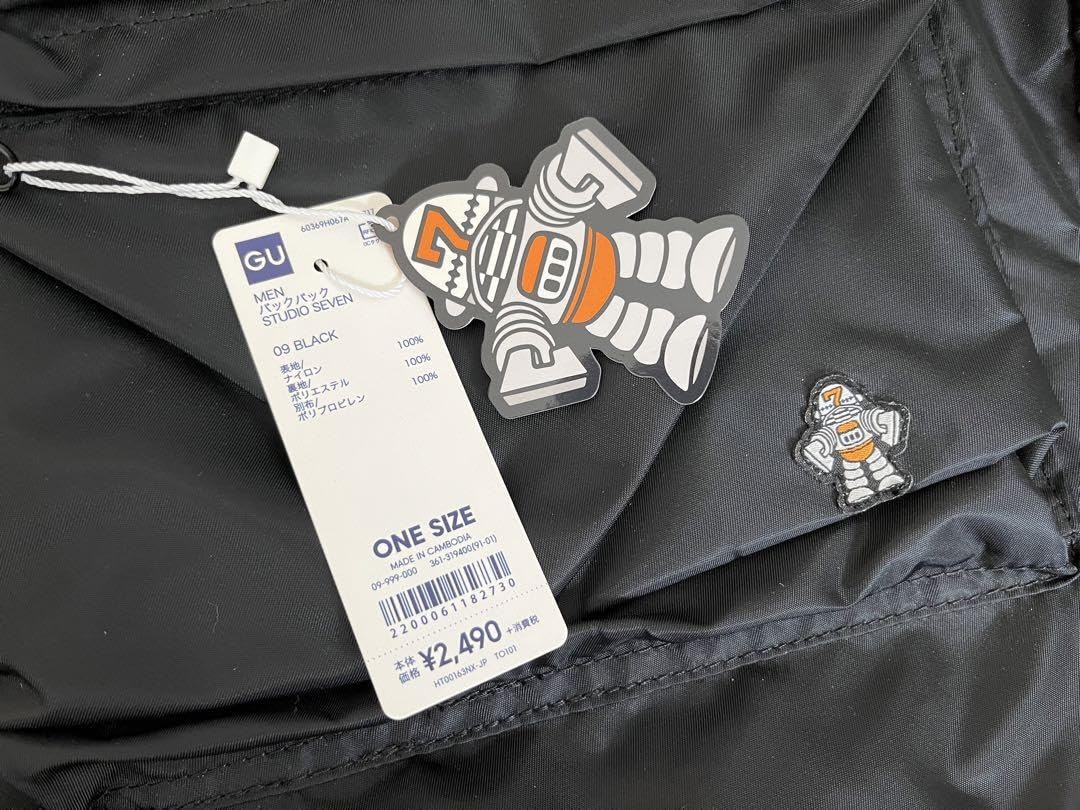 60369H067A
GU
MEN
バックパック
STUDIO SEVEN
09 BLACK
表地/
ナイロン 100%
裏地/
ポリエステル 100%
別布/
ポリプロピレン 100%
ONE SIZE
MADE IN CAMBODIA
09-999-000 361-319400(91-01)
2200061182730
本体価格 ¥2,490 +消費税
HT00163NX-JP TC101
7
7